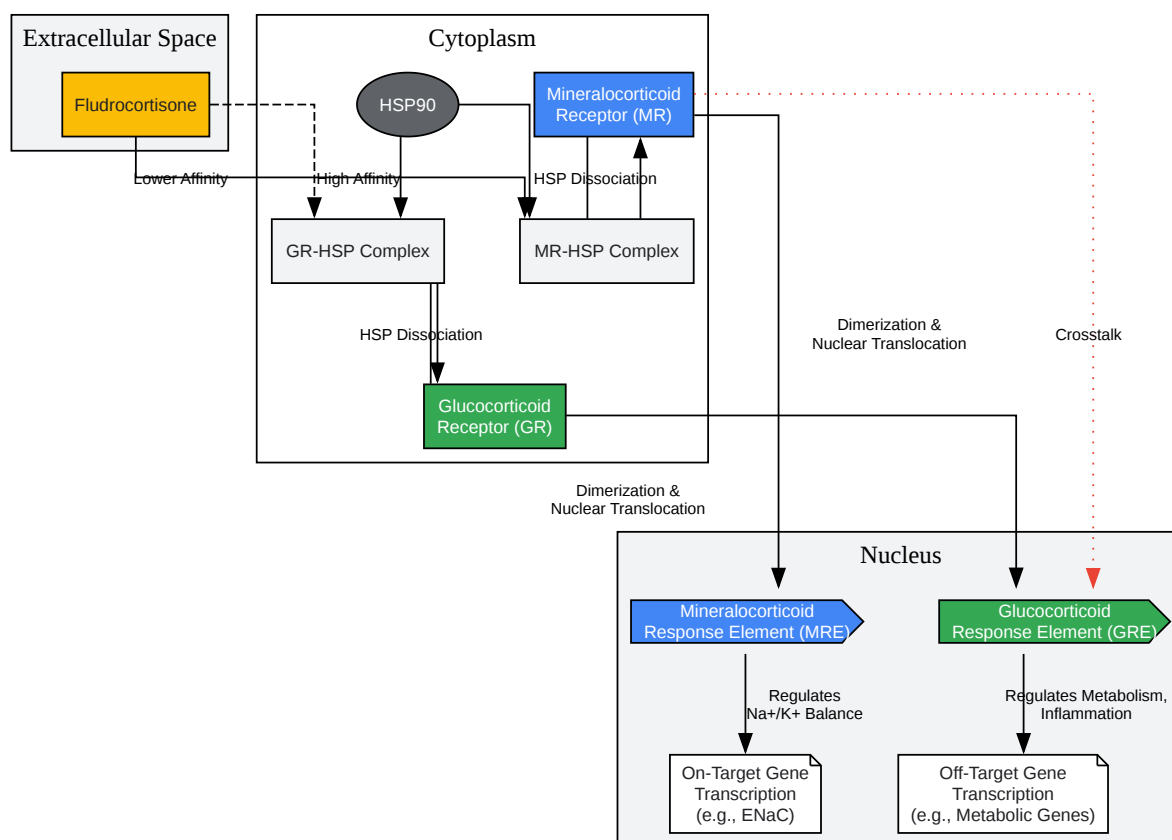 Extracellular Space
Cytoplasm
Fludrocortisone
HSP90
Mineralocorticoid
Receptor (MR)
Lower Affinity
High Affinity
HSP Dissociation
GR-HSP Complex
MR-HSP Complex
HSP Dissociation
Dimerization &
Nuclear Translocation
Crosstalk
Glucocorticoid
Receptor (GR)
Dimerization &
Nuclear Translocation
Nucleus
Mineralocorticoid
Response Element (MRE)
Glucocorticoid
Response Element (GRE)
Regulates
Na+/K+ Balance
Regulates Metabolism,
Inflammation
On-Target Gene
Transcription
(e.g., ENaC)
Off-Target Gene
Transcription
(e.g., Metabolic Genes)